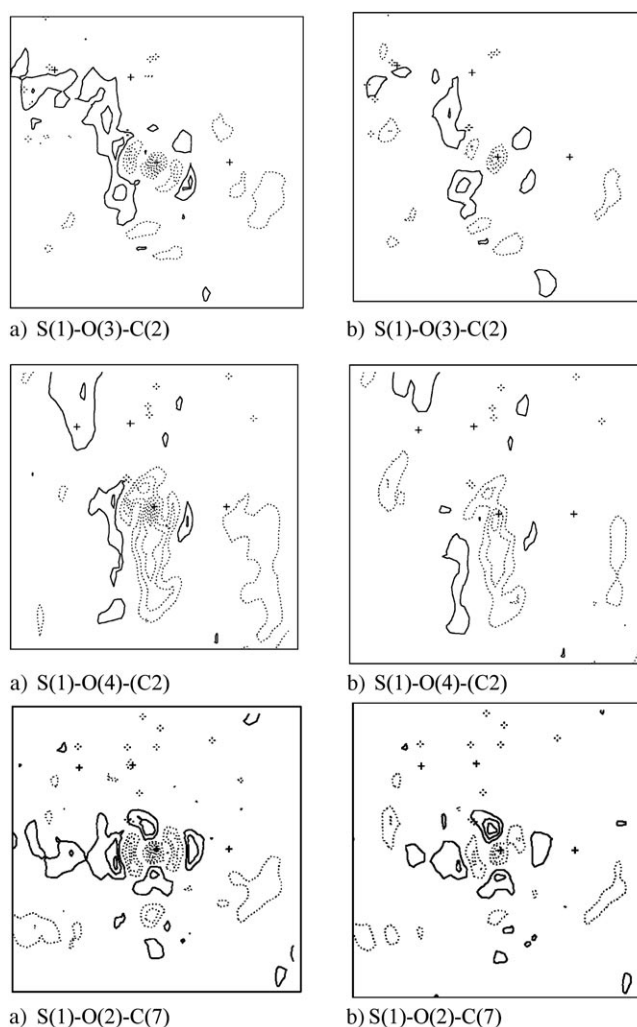 a) S(1)-O(3)-C(2) b) S(1)-O(3)-C(2)
a) S(1)-O(4)-(C2) b) S(1)-O(4)-(C2)
a) S(1)-O(2)-C(7) b) S(1)-O(2)-C(7)